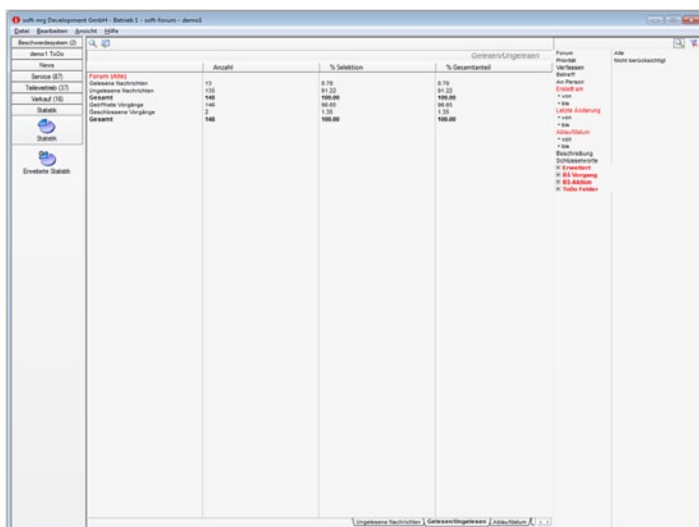 soft-nrg Development GmbH - Betrieb 1 - soft-forum - demo1
Datei Bearbeiten Ansicht Hilfe
Beschwerdesystem (2)
demo1 ToDo
News
Service (87)
Televertrieb (37)
Verkauf (16)
Statistik
Statistik
Erweiterte Statistik
Gelesen/Ungelesen
Anzahl % Selektion % Gesamtanteil
Forum (Alle)
Gelesene Nachrichten 13 8.78 8.78
Ungelesene Nachrichten 135 91.22 91.22
Gesamt 148 100.00 100.00
Geöffnete Vorgänge 146 98.65 98.65
Geschlossene Vorgänge 2 1.35 1.35
Gesamt 148 100.00 100.00
Forum Alle
Priorität Nicht berücksichtigt
Verfasser
Betreff
An Person
Erstellt am
• von
• bis
Letzte Änderung
• von
• bis
Ablaufdatum
• von
• bis
Beschreibung
Schlüsselworte
Erweitert
BS Vorgang
BS Aktion
ToDo Felder
Ungelesene Nachrichten Gelesen/Ungelesen Ablaufdatum